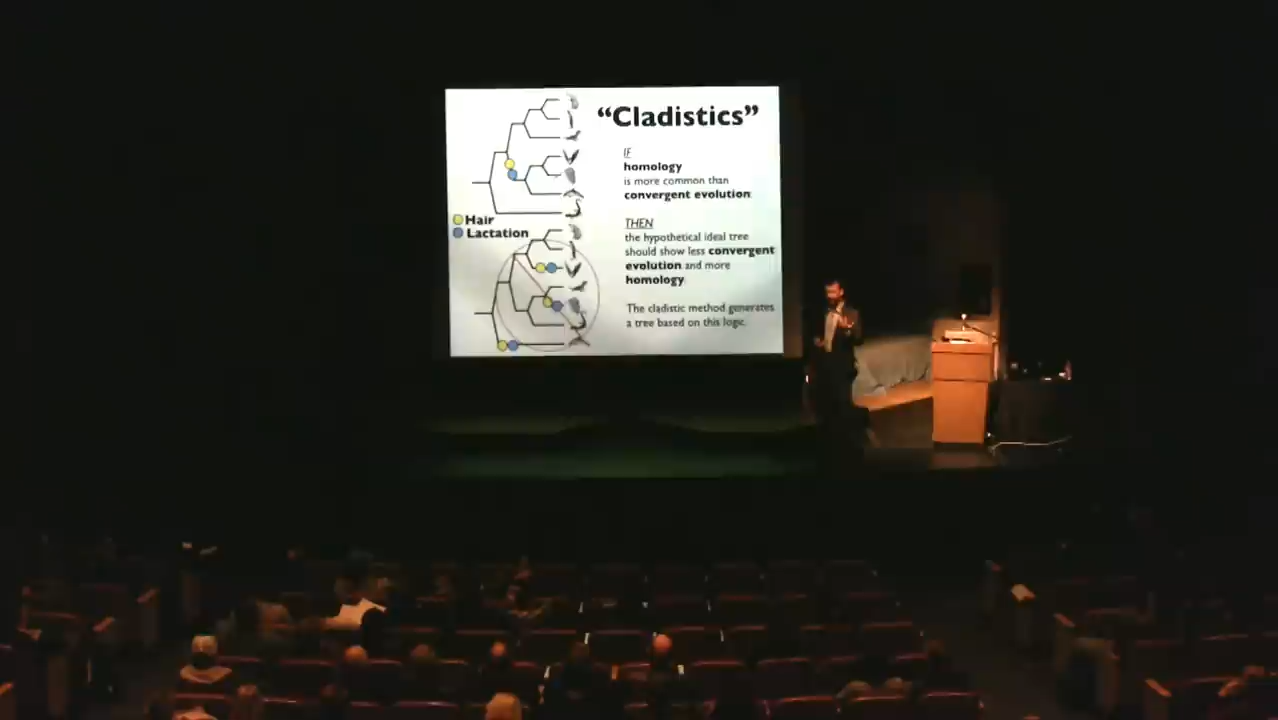 “Cladistics”
IF
homology
is more common than
convergent evolution
THEN
the hypothetical ideal tree
should show less convergent
evolution and more
homology
The cladistic method generates
a tree based on this logic.
Hair
Lactation